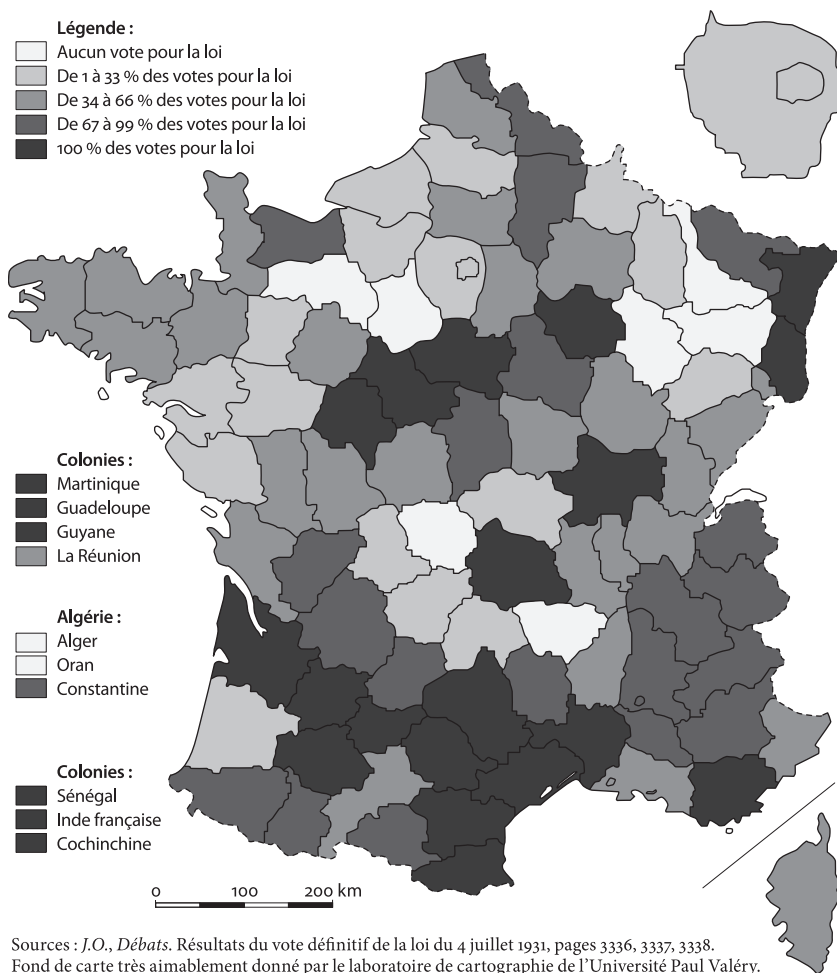 Légende :
Aucun vote pour la loi
De 1 à 33 % des votes pour la loi
De 34 à 66 % des votes pour la loi
De 67 à 99 % des votes pour la loi
100 % des votes pour la loi
Colonies :
Martinique
Guadeloupe
Guyane
La Réunion
Algérie :
Alger
Oran
Constantine
Colonies :
Sénégal
Inde française
Cochinchine
0 100 200 km
Sources : J.O., Débats. Résultats du vote définitif de la loi du 4 juillet 1931, pages 3336, 3337, 3338.
Fond de carte très aimablement donné par le laboratoire de cartographie de l'Université Paul Valéry.